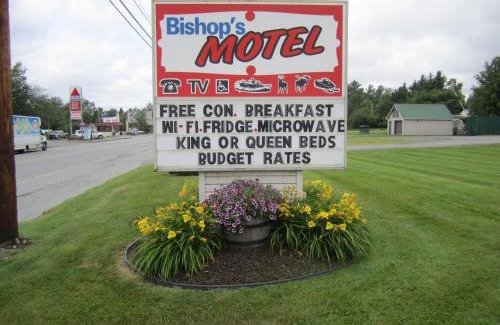 Bishop's
MOTEL
TV
FREE CON. BREAKFAST
WI-FI.FRIDGE.MICROWAVE
KING OR QUEEN BEDS
BUDGET RATES